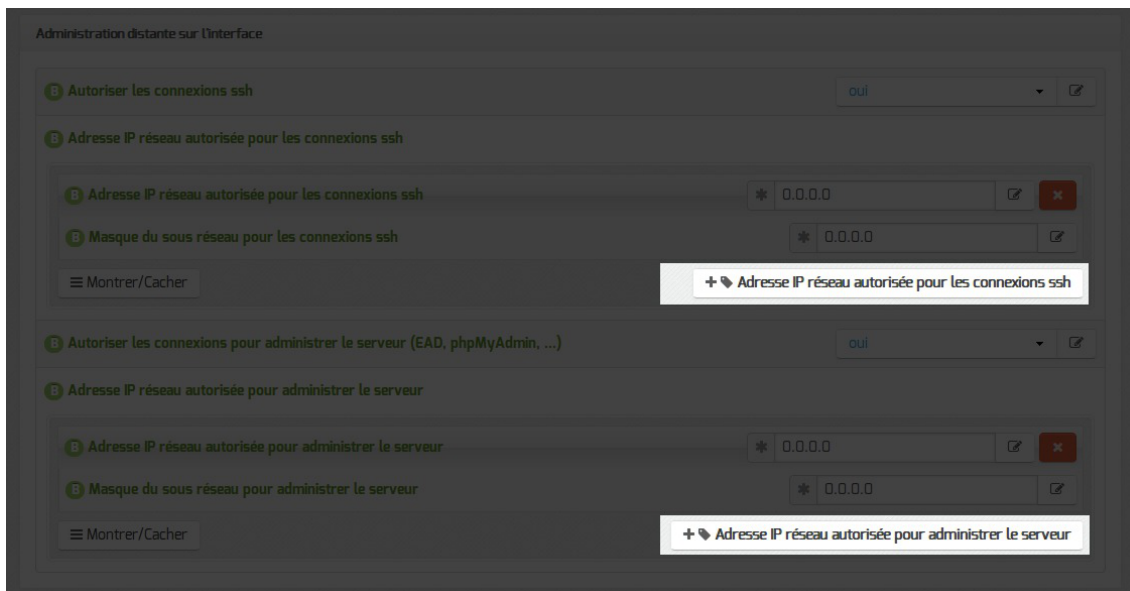 Administration distante sur l'interface
B Autoriser les connexions ssh oui
B Adresse IP réseau autorisée pour les connexions ssh
B Adresse IP réseau autorisée pour les connexions ssh 0.0.0.0
B Masque du sous réseau pour les connexions ssh 0.0.0.0
Montrer/Cacher + Adresse IP réseau autorisée pour les connexions ssh
B Autoriser les connexions pour administrer le serveur (EAD, phpMyAdmin, ...) oui
B Adresse IP réseau autorisée pour administrer le serveur
B Adresse IP réseau autorisée pour administrer le serveur 0.0.0.0
B Masque du sous réseau pour administrer le serveur 0.0.0.0
Montrer/Cacher + Adresse IP réseau autorisée pour administrer le serveur